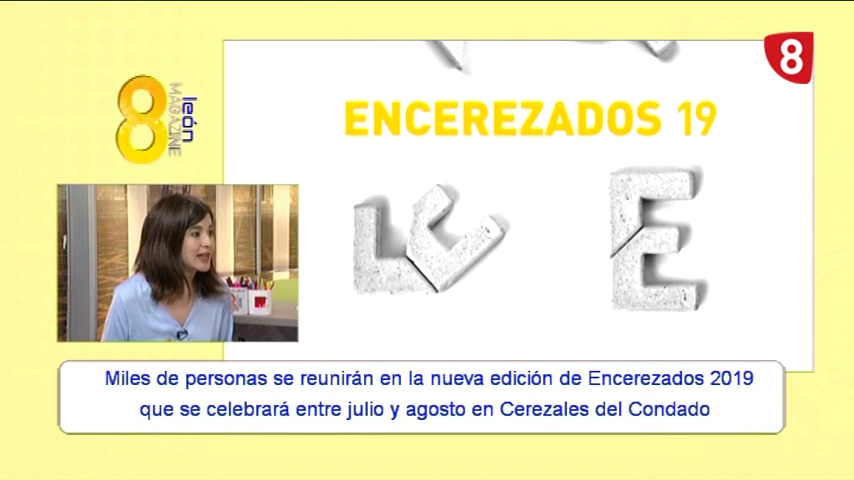 8
ENCEREZADOS 19
8
león
MAGAZINE
E
Miles de personas se reunirán en la nueva edición de Encerezados 2019
que se celebrará entre julio y agosto en Cerezales del Condado